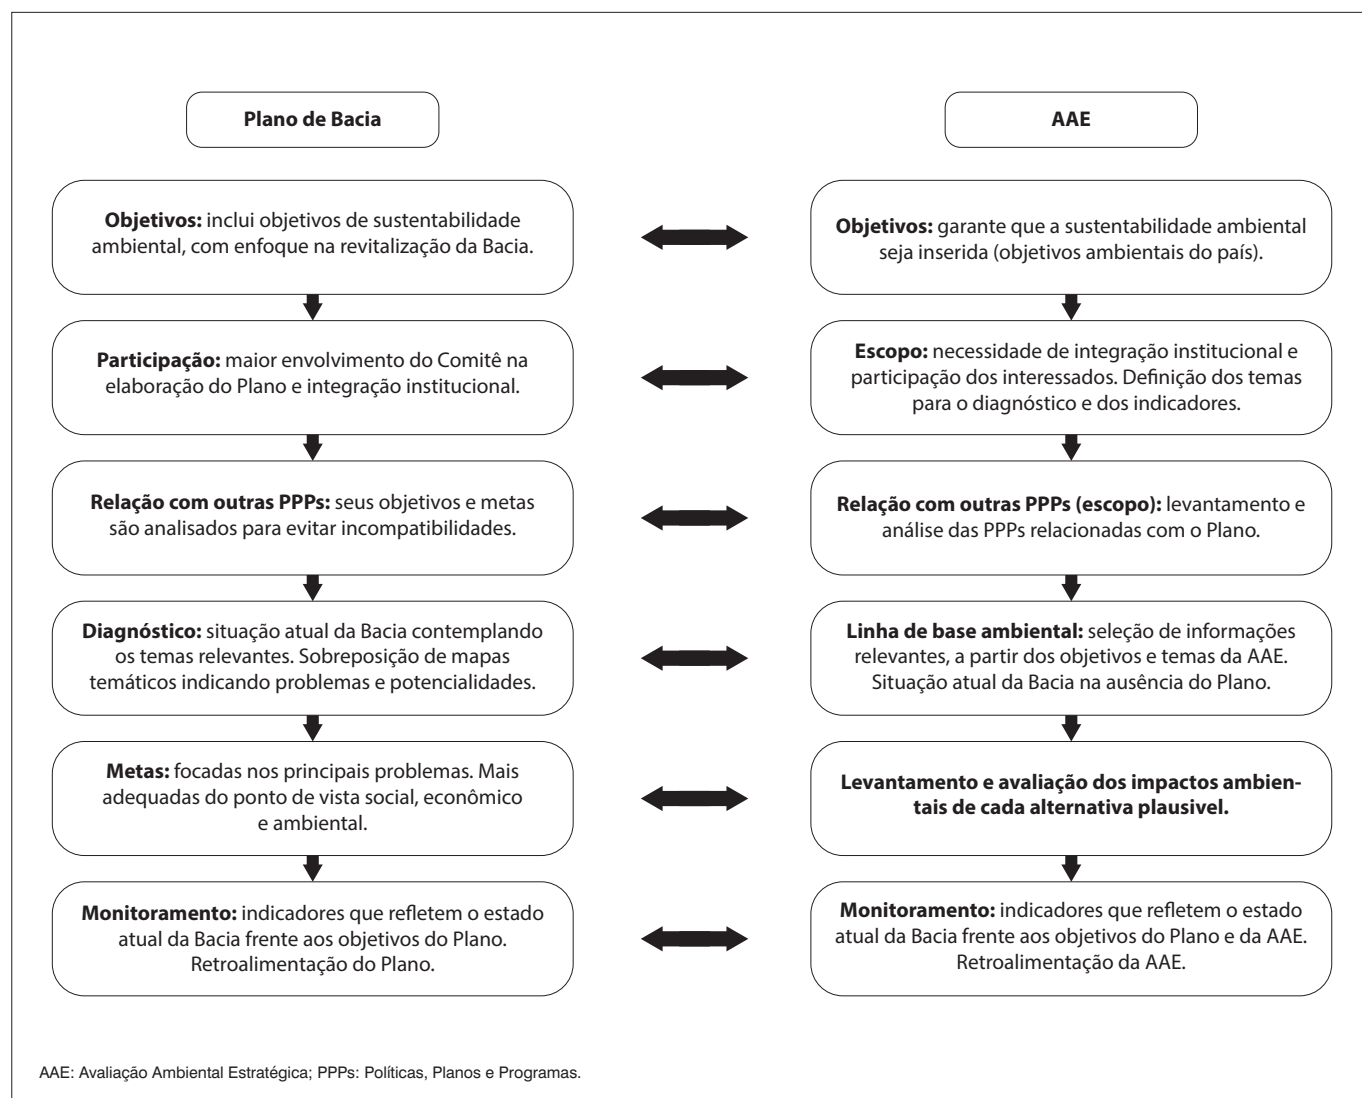 Plano de Bacia
AAE
Objetivos: inclui objetivos de sustentabilidade
ambiental, com enfoque na revitalização da Bacia.
Objetivos: garante que a sustentabilidade ambiental
seja inserida (objetivos ambientais do país).
Participação: maior envolvimento do Comitê na
elaboração do Plano e integração institucional.
Escopo: necessidade de integração institucional e
participação dos interessados. Definição dos temas
para o diagnóstico e dos indicadores.
Relação com outras PPPs: seus objetivos e metas
são analisados para evitar incompatibilidades.
Relação com outras PPPs (escopo): levantamento e
análise das PPPs relacionadas com o Plano.
Diagnóstico: situação atual da Bacia contemplando
os temas relevantes. Sobreposição de mapas
temáticos indicando problemas e potencialidades.
Linha de base ambiental: seleção de informações
relevantes, a partir dos objetivos e temas da AAE.
Situação atual da Bacia na ausência do Plano.
Metas: focadas nos principais problemas. Mais
adequadas do ponto de vista social, econômico
e ambiental.
Levantamento e avaliação dos impactos ambien-
tais de cada alternativa plausivel.
Monitoramento: indicadores que refletem o estado
atual da Bacia frente aos objetivos do Plano.
Retroalimentação do Plano.
Monitoramento: indicadores que refletem o estado
atual da Bacia frente aos objetivos do Plano e da AAE.
Retroalimentação da AAE.
AAE: Avaliação Ambiental Estratégica; PPPs: Políticas, Planos e Programas.